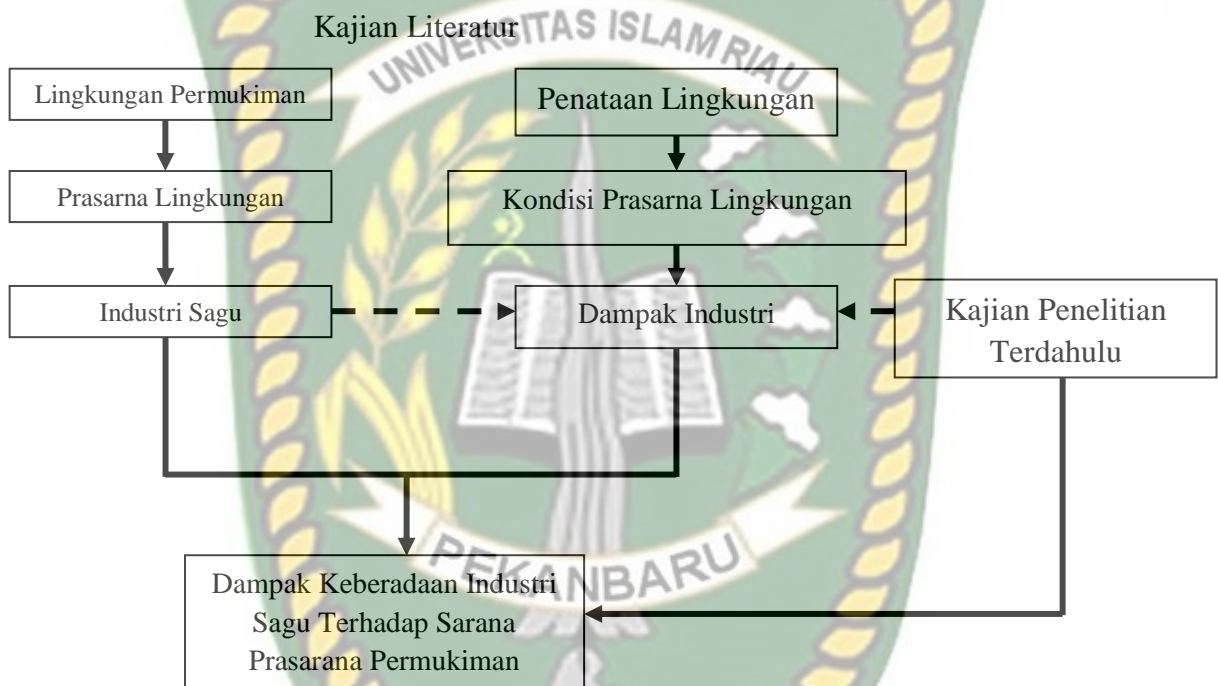 Kajian Literatur
UNIVERSITAS ISLAM RIAU
Lingkungan Permukiman
Penataan Lingkungan
Prasarna Lingkungan
Kondisi Prasarna Lingkungan
Industri Sagu
Dampak Industri
Kajian Penelitian
Terdahulu
PEKANBARU
Dampak Keberadaan Industri
Sagu Terhadap Sarana
Prasarana Permukiman